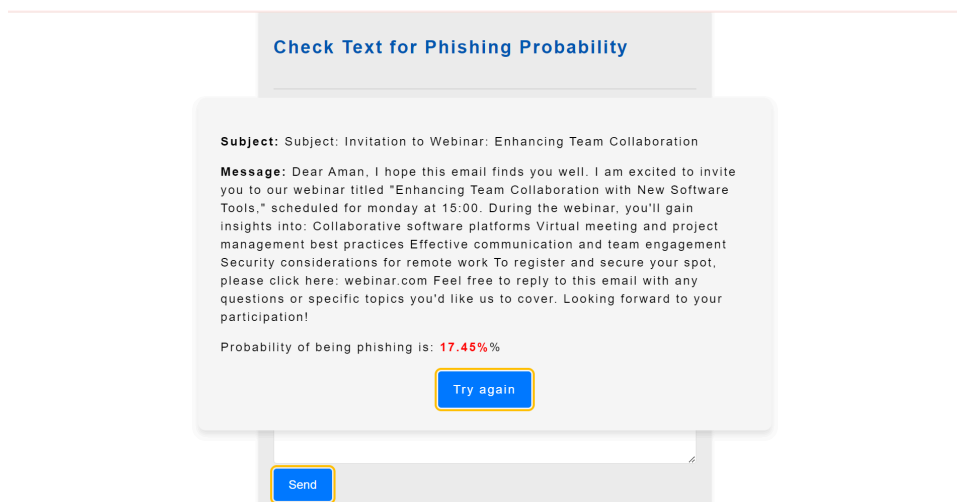 Check Text for Phishing Probability
Subject: Subject: Invitation to Webinar: Enhancing Team Collaboration
Message: Dear Aman, I hope this email finds you well. I am excited to invite
you to our webinar titled "Enhancing Team Collaboration with New Software
Tools," scheduled for monday at 15:00. During the webinar, you'll gain
insights into: Collaborative software platforms Virtual meeting and project
management best practices Effective communication and team engagement
Security considerations for remote work To register and secure your spot,
please click here: webinar.com Feel free to reply to this email with any
questions or specific topics you'd like us to cover. Looking forward to your
participation!
Probability of being phishing is: 17.45%%
Try again
Send